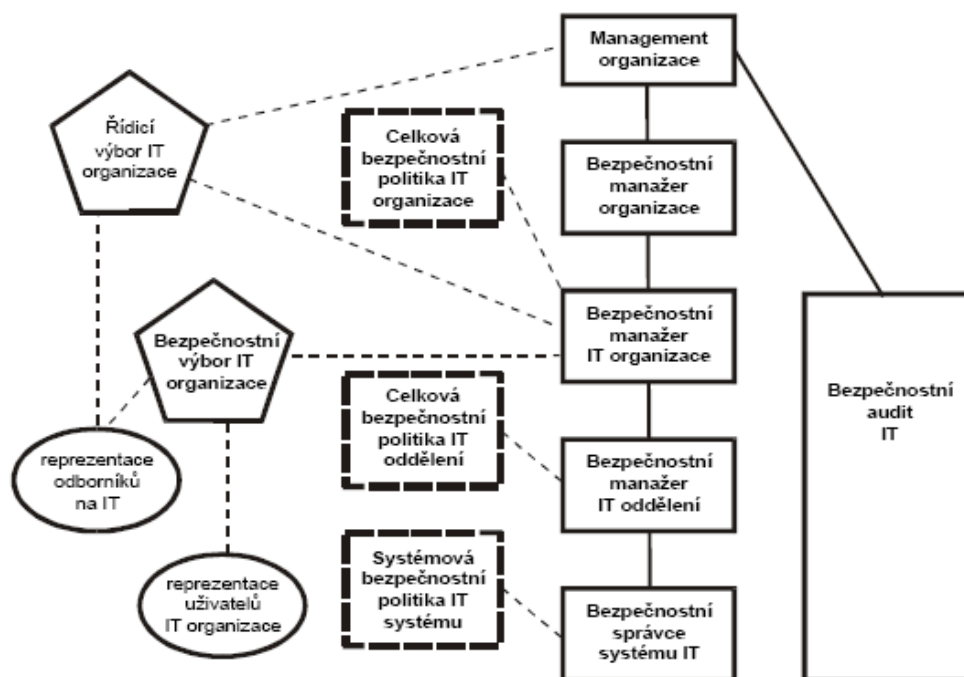 Management
organizace
Řídicí
výbor IT
organizace
Celková
bezpečnostní
politika IT
organizace
Bezpečnostní
manažer
organizace
Bezpečnostní
výbor IT
organizace
Bezpečnostní
manažer
IT organizace
Bezpečnostní
audit
IT
Celková
bezpečnostní
politika IT
oddělení
reprezentace
odborníků
na IT
Bezpečnostní
manažer
IT oddělení
Systémová
bezpečnostní
politika IT
systému
reprezentace
uživatelů
IT organizace
Bezpečnostní
správce
systému IT